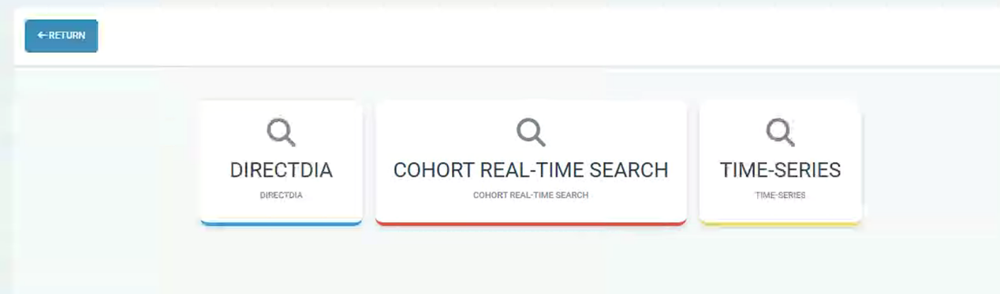 ← RETURN
DIRECTDIA
DIRECTDIA
COHORT REAL-TIME SEARCH
COHORT REAL-TIME SEARCH
TIME-SERIES
TIME-SERIES